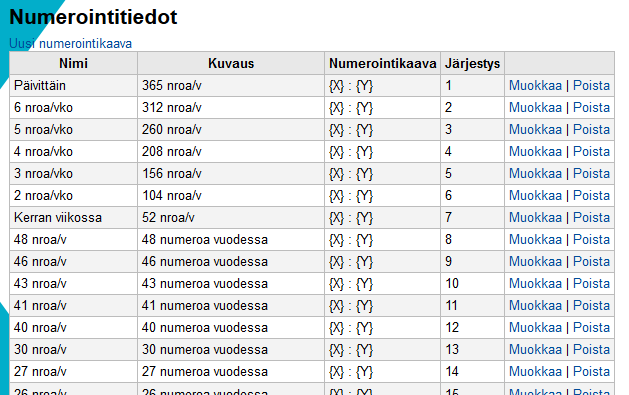 Numerointitiedot
Uusi numerointikaava
Nimi Kuvaus Numerointikaava Järjestys
Päivittäin 365 nroa/v {X} : {Y} 1 Muokkaa | Poista
6 nroa/vko 312 nroa/v {X} : {Y} 2 Muokkaa | Poista
5 nroa/vko 260 nroa/v {X} : {Y} 3 Muokkaa | Poista
4 nroa/vko 208 nroa/v {X} : {Y} 4 Muokkaa | Poista
3 nroa/vko 156 nroa/v {X} : {Y} 5 Muokkaa | Poista
2 nroa/vko 104 nroa/v {X} : {Y} 6 Muokkaa | Poista
Kerran viikossa 52 nroa/v {X} : {Y} 7 Muokkaa | Poista
48 nroa/v 48 numeroa vuodessa {X} : {Y} 8 Muokkaa | Poista
46 nroa/v 46 numeroa vuodessa {X} : {Y} 9 Muokkaa | Poista
43 nroa/v 43 numeroa vuodessa {X} : {Y} 10 Muokkaa | Poista
41 nroa/v 41 numeroa vuodessa {X} : {Y} 11 Muokkaa | Poista
40 nroa/v 40 numeroa vuodessa {X} : {Y} 12 Muokkaa | Poista
30 nroa/v 30 numeroa vuodessa {X} : {Y} 13 Muokkaa | Poista
27 nroa/v 27 numeroa vuodessa {X} : {Y} 14 Muokkaa | Poista
26 nroa/v 26 numeroa vuodessa {X} : {Y} 15 Muokkaa | Poista